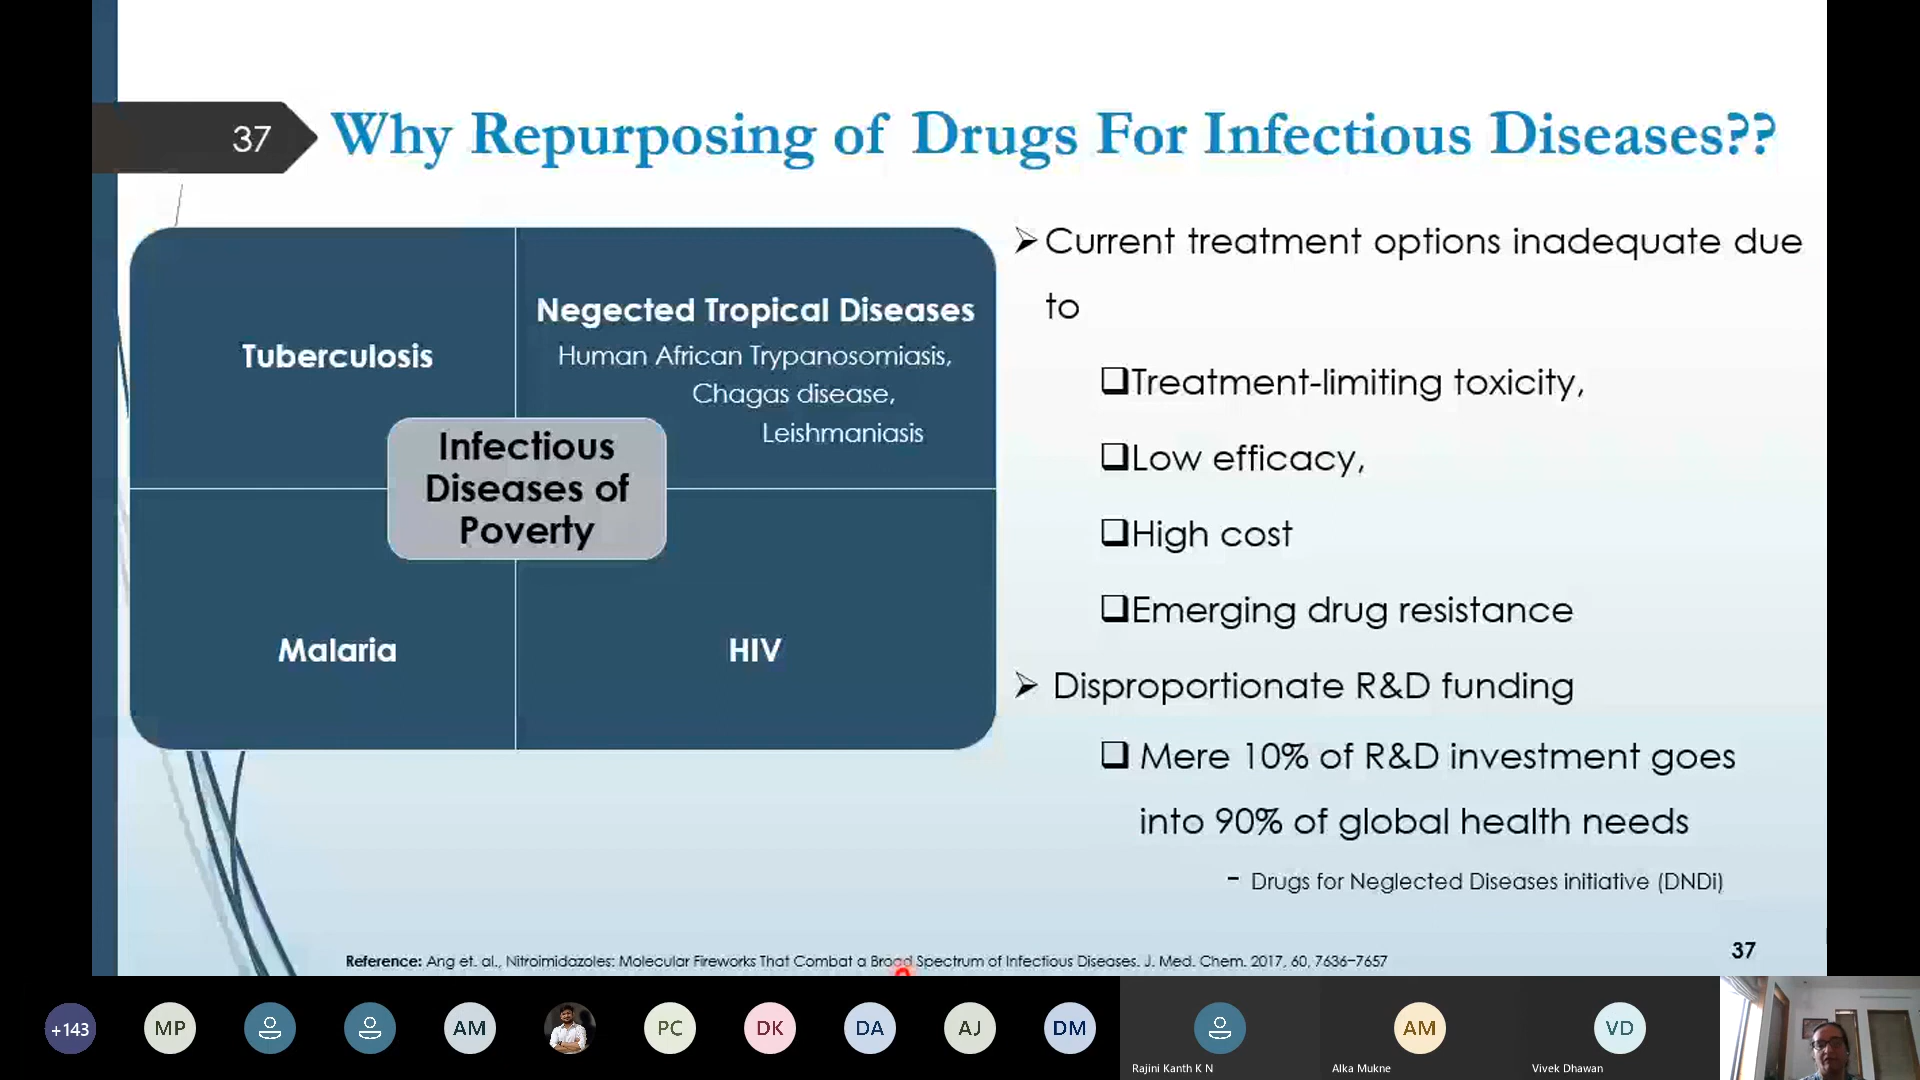 37
Why Repurposing of Drugs For Infectious Diseases??
Tuberculosis
Negected Tropical Diseases
Human African Trypanosomiasis,
Chagas disease,
Leishmaniasis
Infectious
Diseases of
Poverty
Malaria
HIV
Current treatment options inadequate due
to
Treatment-limiting toxicity,
Low efficacy,
High cost
Emerging drug resistance
Disproportionate R&D funding
Mere 10% of R&D investment goes
into 90% of global health needs
- Drugs for Neglected Diseases initiative (DNDi)
37
Reference: Ang et. al., Nitroimidazoles: Molecular Fireworks That Combat a Broad Spectrum of Infectious Diseases. J. Med. Chem. 2017, 60, 7636−7657
+143
MP
AM
PC
DK
DA
AJ
DM
Rajini Kanth K N
AM
Alka Mukne
VD
Vivek Dhawan